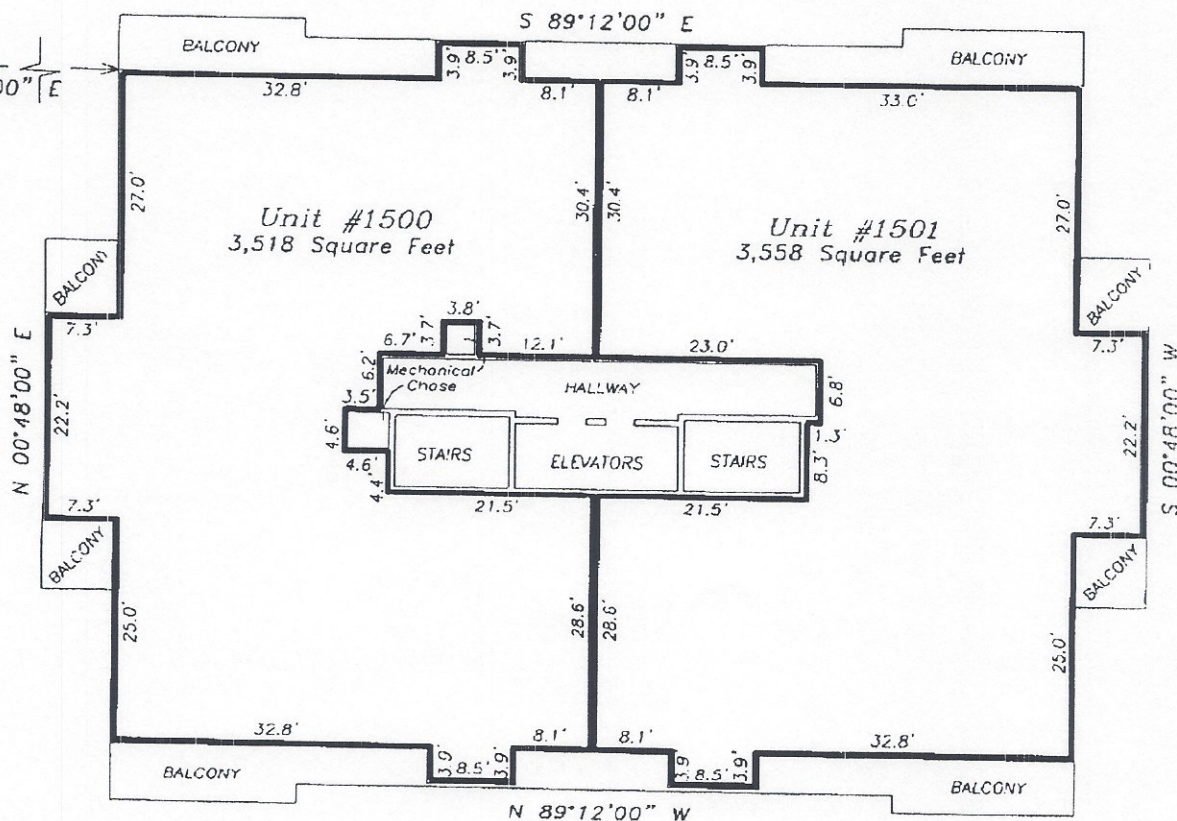 S 89°12'00" E
BALCONY
BALCONY
00" E
3.9' 8.5' 3.9'
3.9' 8.5' 3.9'
32.8'
8.1'
8.1'
33.0'
27.0'
30.4'
30.4'
27.0'
Unit #1500
3,518 Square Feet
Unit #1501
3,558 Square Feet
BALCONY
BALCONY
7.3'
7.3'
3.8'
3.7'
3.7'
6.7'
12.1'
23.0'
6.2'
Mechanical
Chase
HALLWAY
6.8'
3.5'
4.6'
4.6'
4.4'
STAIRS
ELEVATORS
STAIRS
1.3'
8.3'
21.5'
21.5'
N 00°48'00" E
22.2'
22.2'
S 00°48'00" W
7.3'
7.3'
BALCONY
BALCONY
25.0'
28.6'
28.6'
25.0'
32.8'
8.1'
8.1'
32.8'
3.9' 8.5' 3.9'
3.9' 8.5' 3.9'
BALCONY
BALCONY
N 89°12'00" W